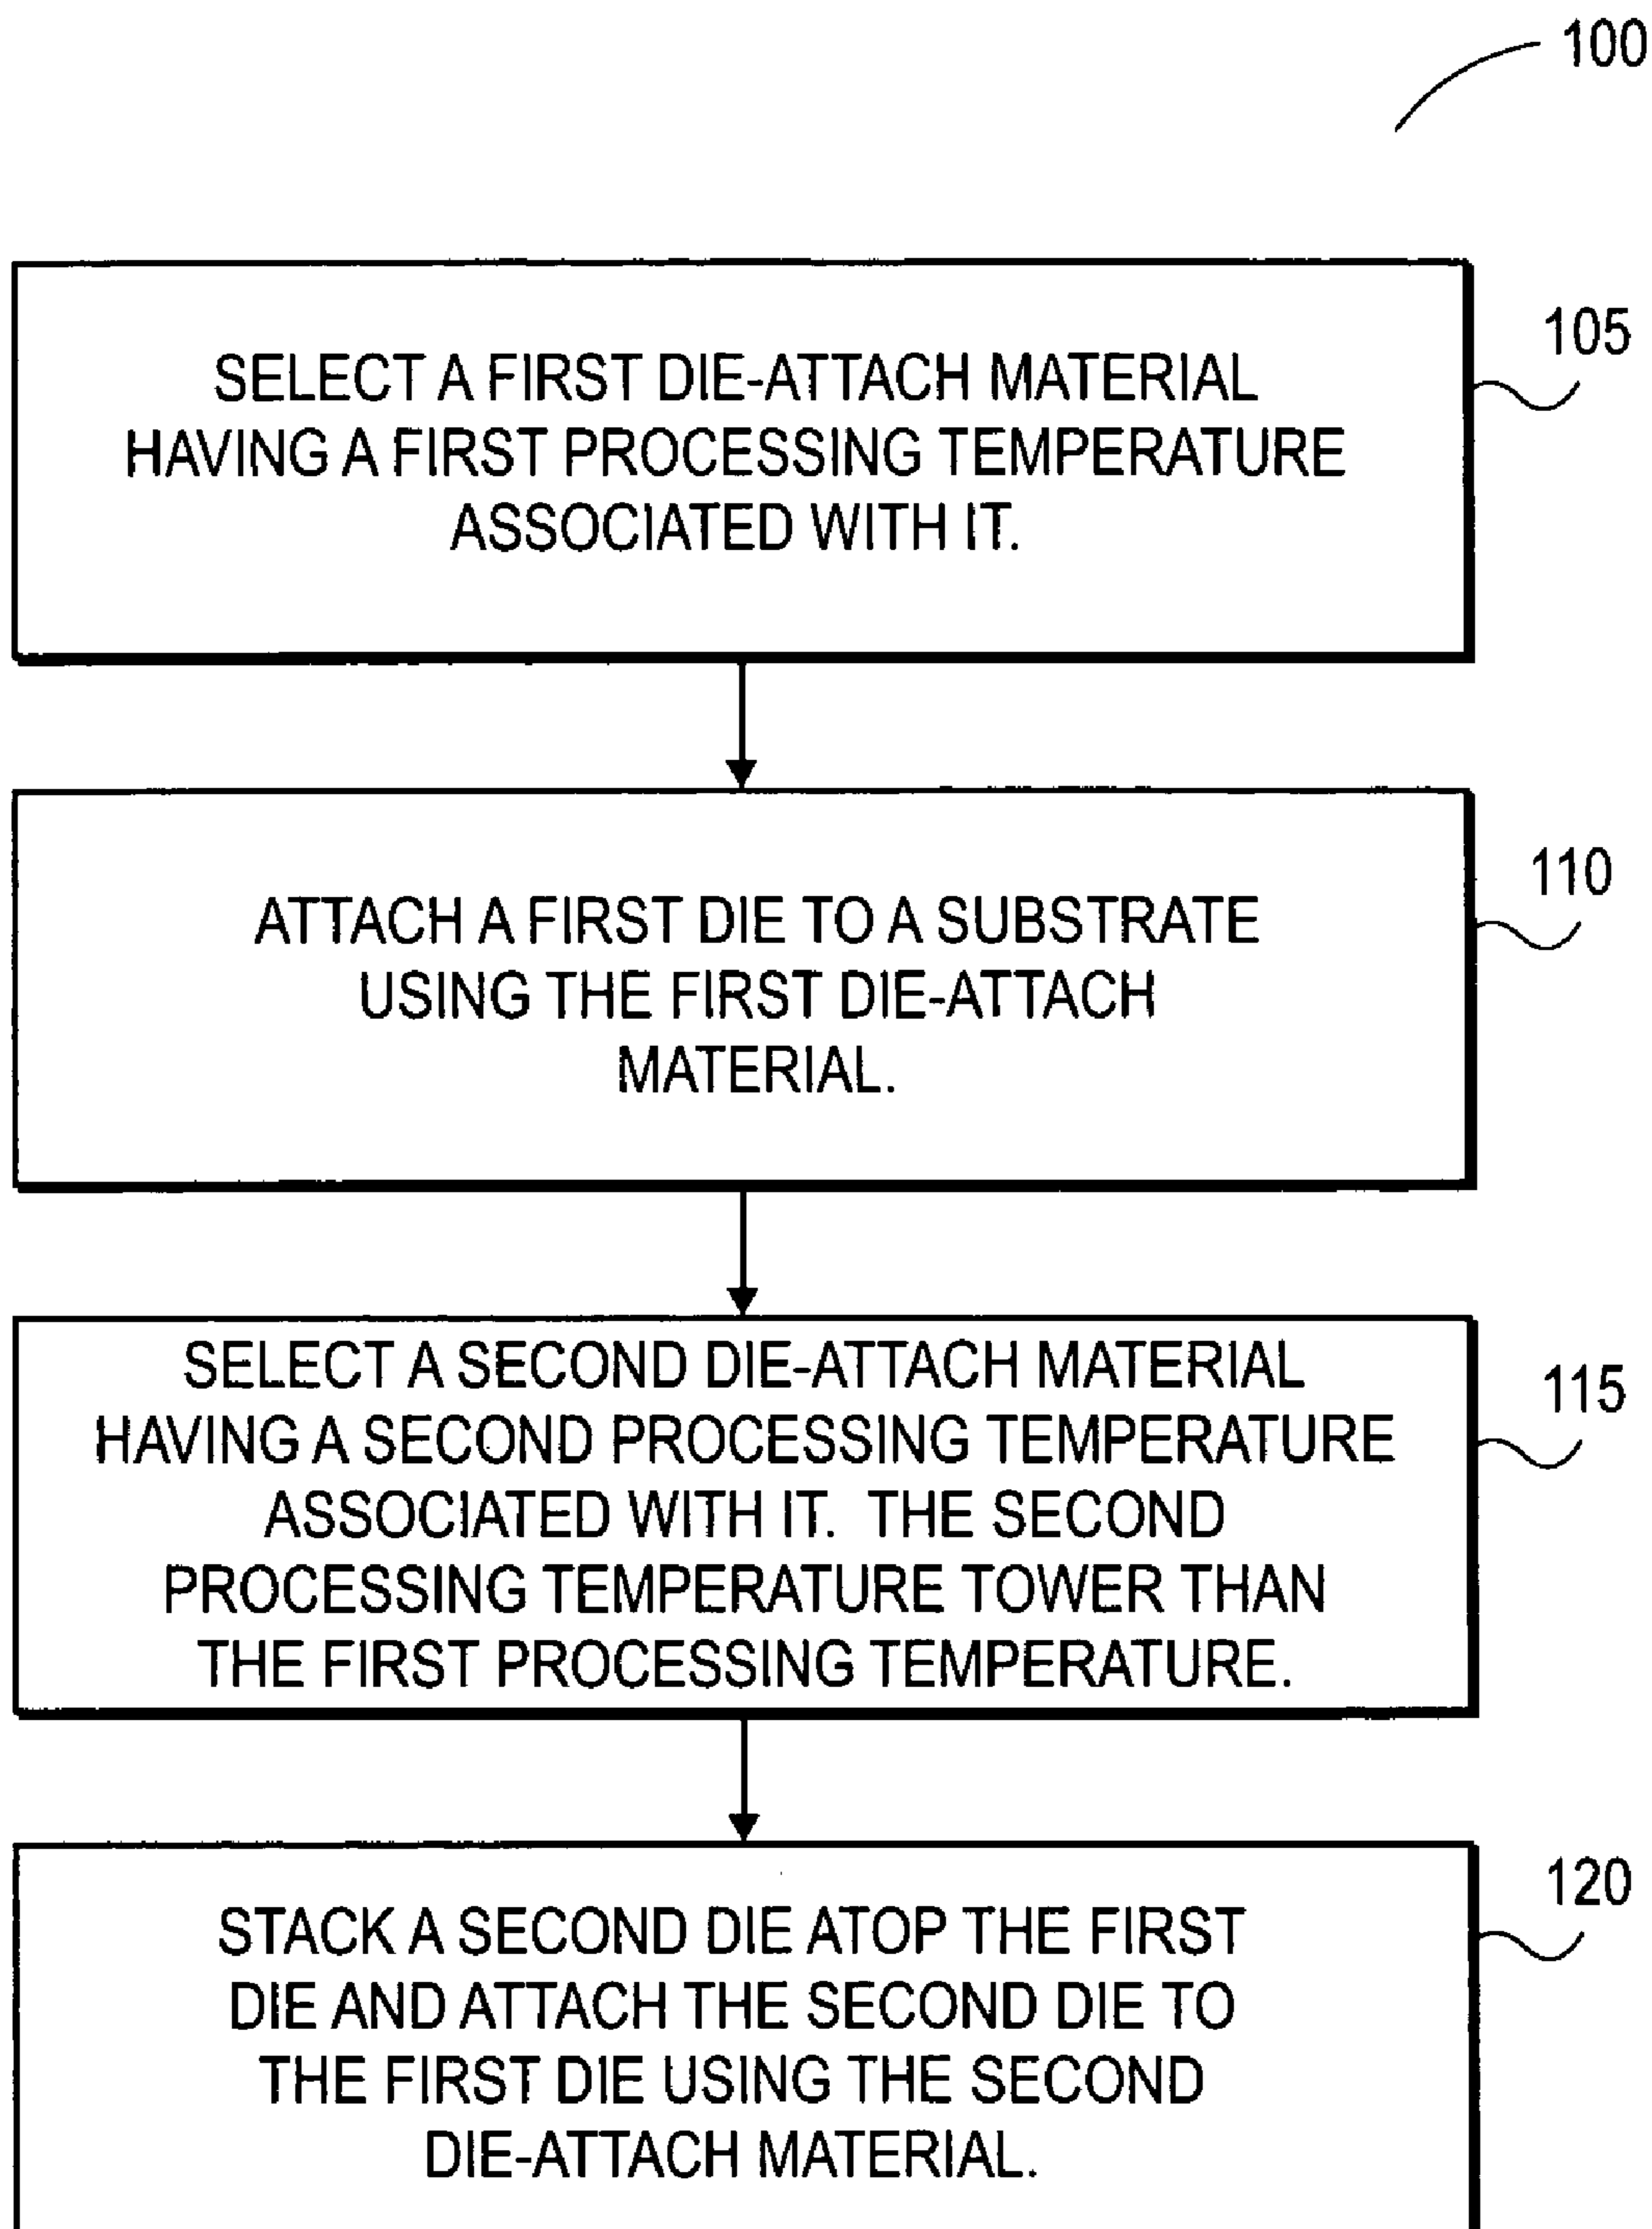 100
SELECT A FIRST DIE-ATTACH MATERIAL
HAVING A FIRST PROCESSING TEMPERATURE
ASSOCIATED WITH IT.
105
ATTACH A FIRST DIE TO A SUBSTRATE
USING THE FIRST DIE-ATTACH
MATERIAL.
110
SELECT A SECOND DIE-ATTACH MATERIAL
HAVING A SECOND PROCESSING TEMPERATURE
ASSOCIATED WITH IT. THE SECOND
PROCESSING TEMPERATURE TOWER THAN
THE FIRST PROCESSING TEMPERATURE.
115
STACK A SECOND DIE ATOP THE FIRST
DIE AND ATTACH THE SECOND DIE TO
THE FIRST DIE USING THE SECOND
DIE-ATTACH MATERIAL.
120